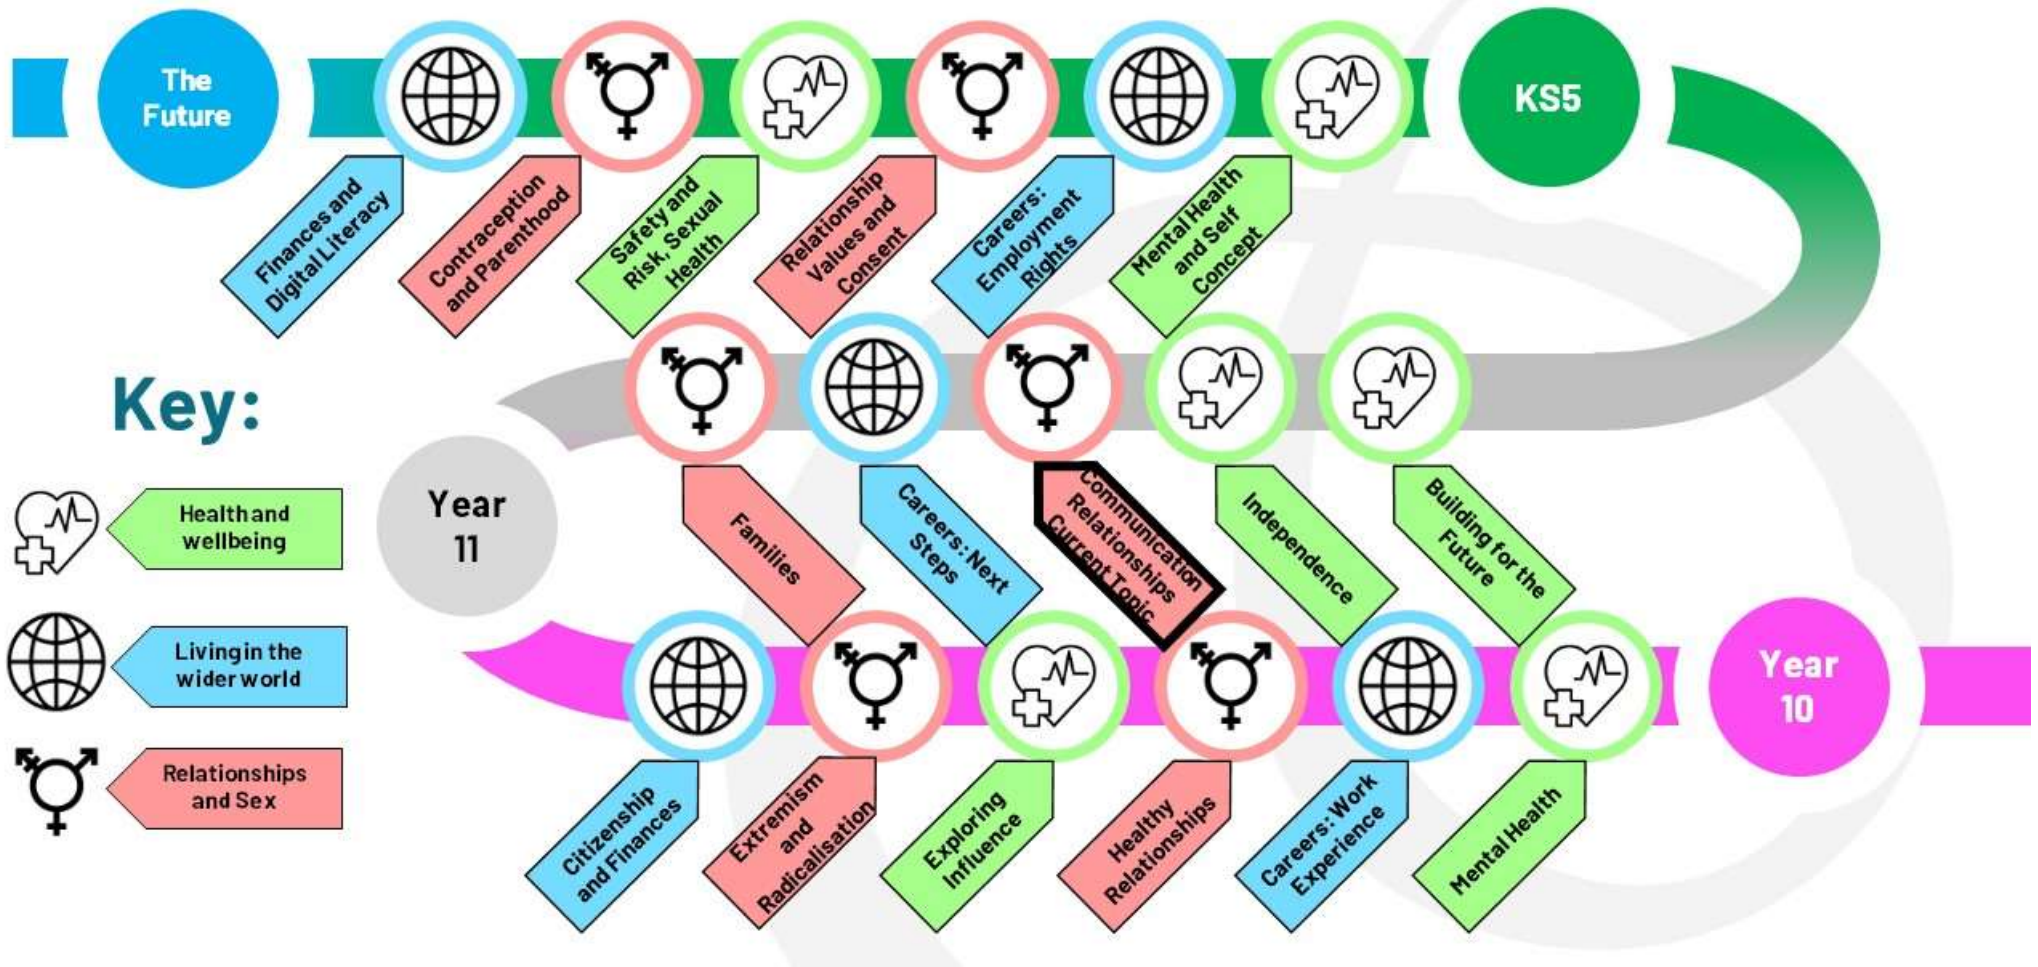 The
Future
KS5
Finances and
Digital Literacy
Contraception
and Parenthood
Safety and
Risk, Sexual
Health
Relationship
Values and
Consent
Careers:
Employment
Rights
Mental Health
and Self
Concept
Key:
Health and
wellbeing
Living in the
wider world
Relationships
and Sex
Year
11
Families
Careers: Next
Steps
Communication
Relationships
Current Topic
Independence
Building for the
Future
Year
10
Citizenship
and Finances
Extremism
and
Radicalisation
Exploring
Influence
Healthy
Relationships
Careers: Work
Experience
Mental Health